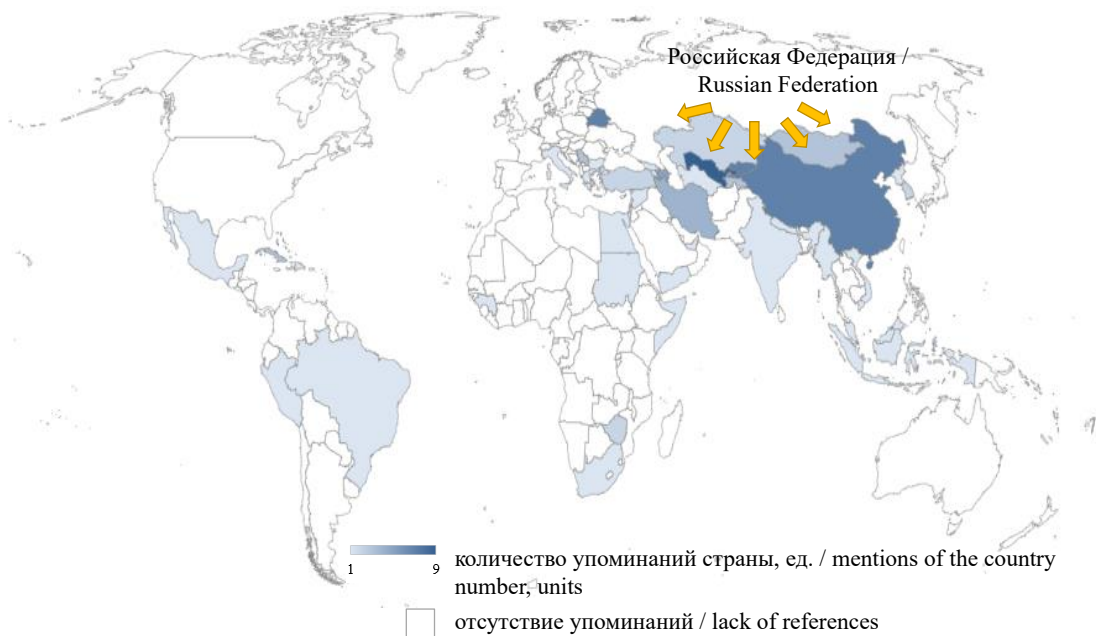 Российская Федерация /
Russian Federation
1
9
количество упоминаний страны, ед. / mentions of the country
number, units
отсутствие упоминаний / lack of references